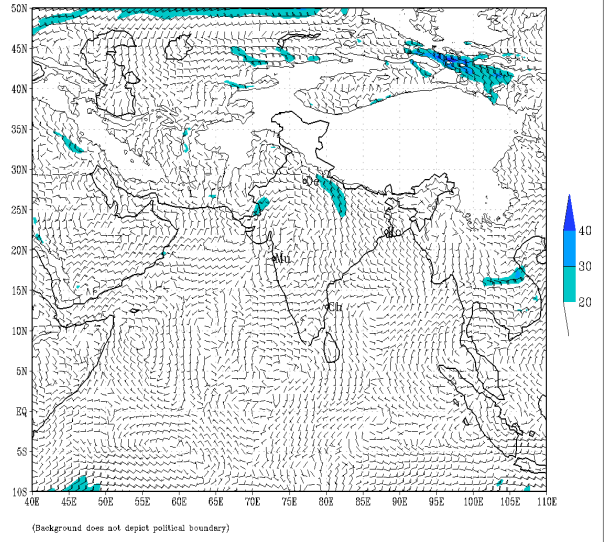 50N
45N
40N
35N
30N
25N
20N
15N
10N
5N
EQ
5S
10S
De
Mu
Ch
40
30
20
40E 45E 50E 55E 60E 65E 70E 75E 80E 85E 90E 95E 100E 105E 110E
(Background does not depict political boundary)